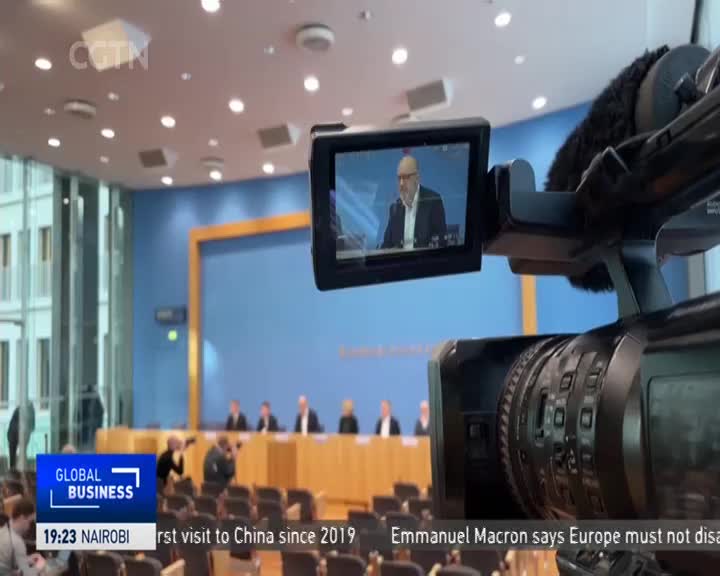 CGTN
GLOBAL
BUSINESS
19:23 NAIROBI
rst visit to China since 2019 Emmanuel Macron says Europe must not disa